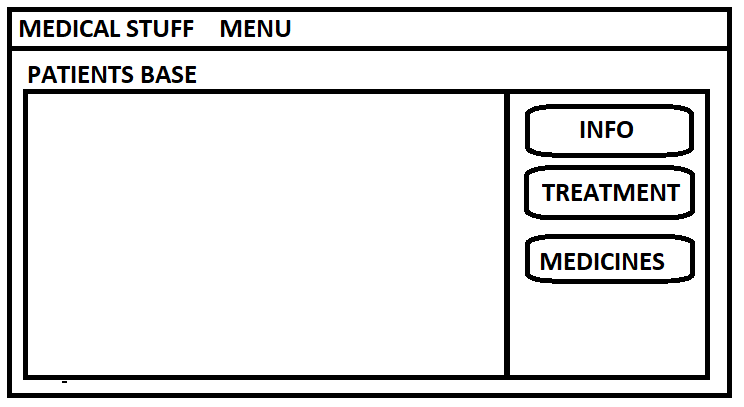 MEDICAL STUFF MENU
PATIENTS BASE
INFO
TREATMENT
MEDICINES